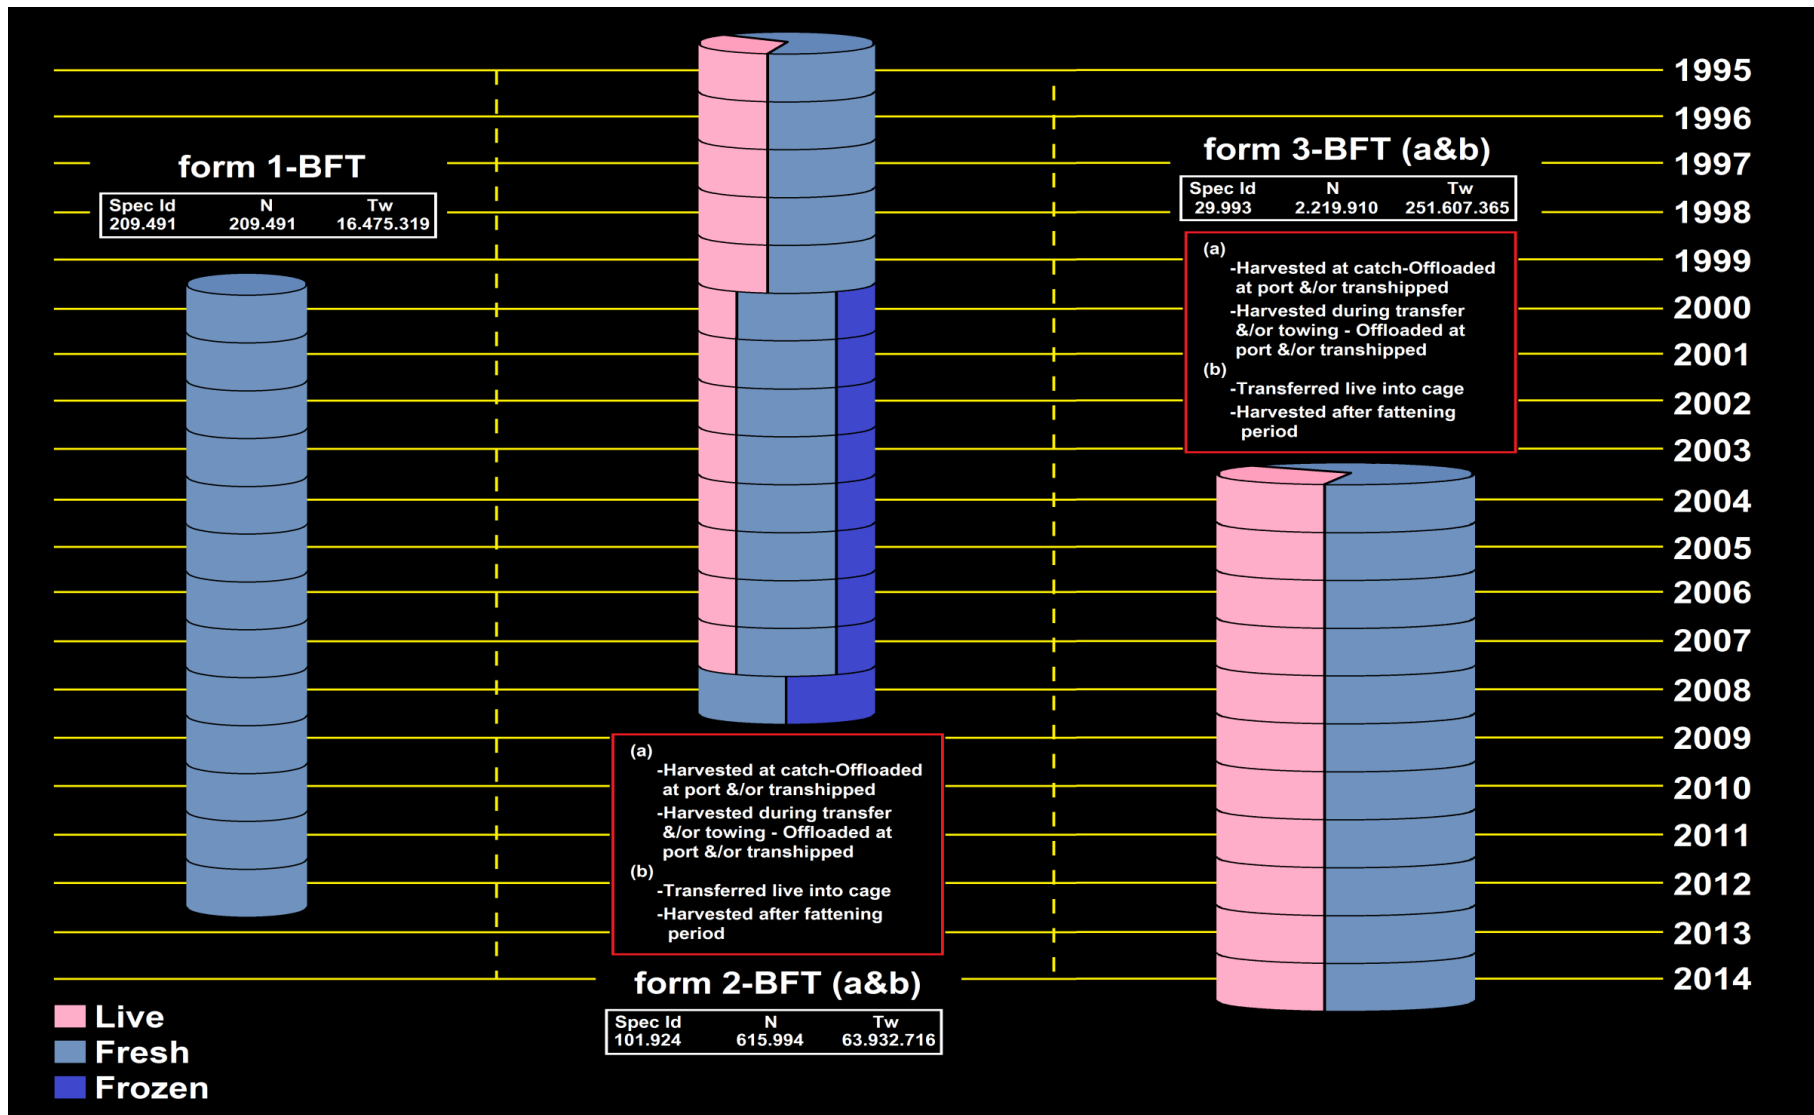 form 1-BFT
Spec Id N Tw
209.491 209.491 16.475.319
form 2-BFT (a&b)
Spec Id N Tw
101.924 615.994 63.932.716
(a)
-Harvested at catch-Offloaded
at port &/or transhipped
-Harvested during transfer
&/or towing - Offloaded at
port &/or transhipped
(b)
-Transferred live into cage
-Harvested after fattening
period
form 3-BFT (a&b)
Spec Id N Tw
29.993 2.219.910 251.607.365
(a)
-Harvested at catch-Offloaded
at port &/or transhipped
-Harvested during transfer
&/or towing - Offloaded at
port &/or transhipped
(b)
-Transferred live into cage
-Harvested after fattening
period
1995
1996
1997
1998
1999
2000
2001
2002
2003
2004
2005
2006
2007
2008
2009
2010
2011
2012
2013
2014
Live
Fresh
Frozen